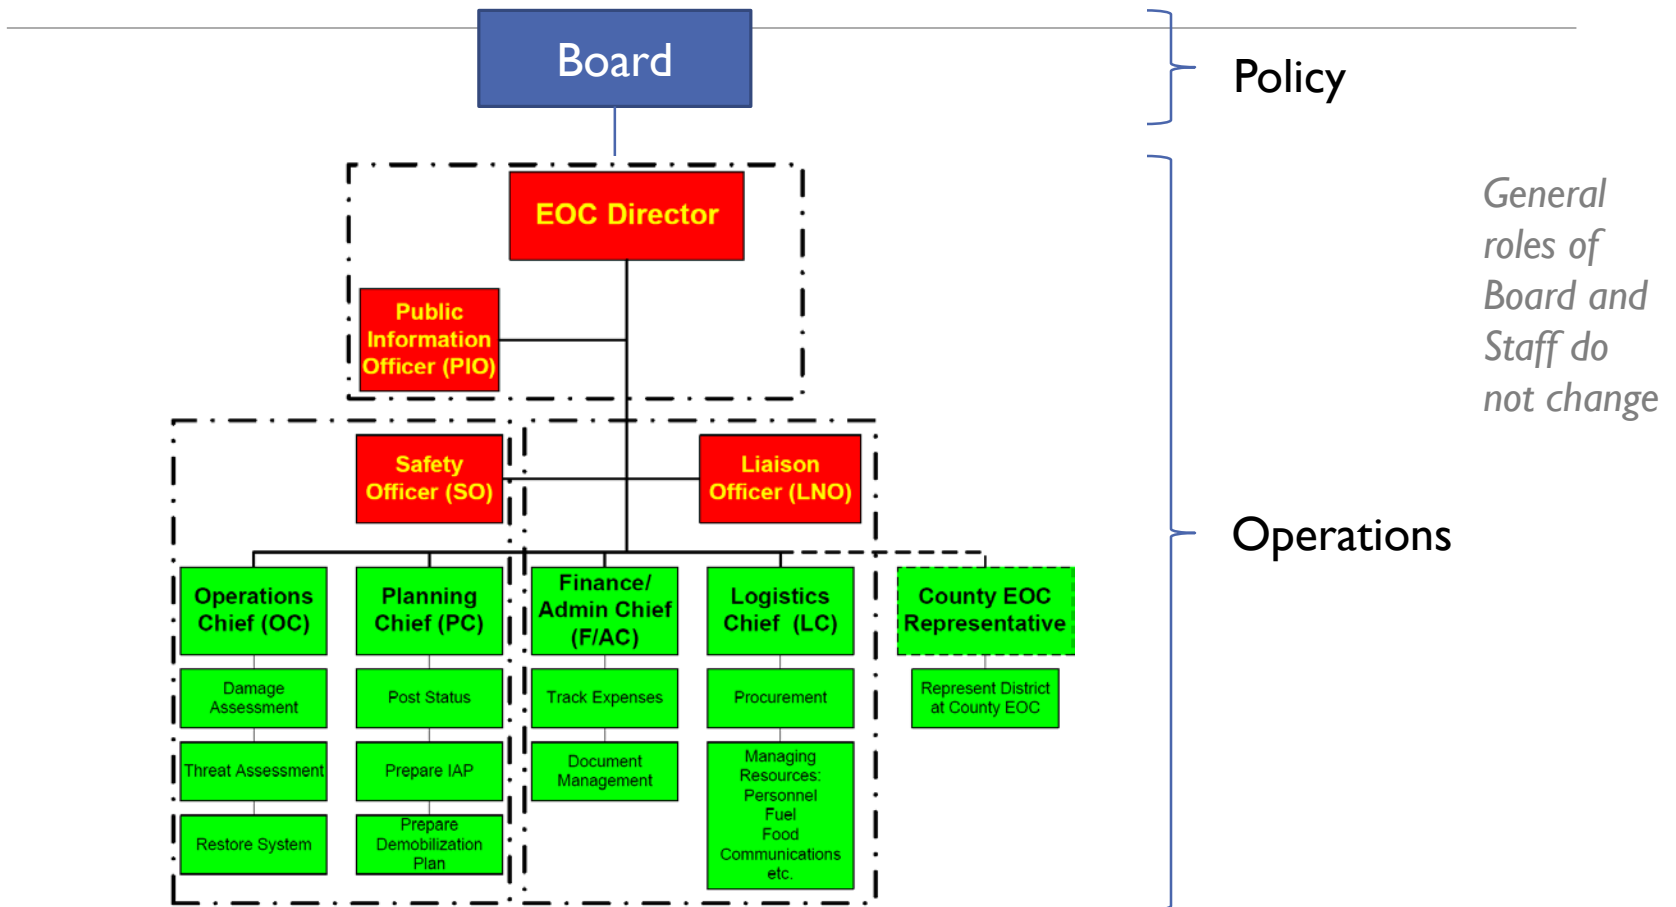 Board
Policy
EOC Director
General
roles of
Board and
Staff do
not change
Public
Information
Officer (PIO)
Safety
Officer (SO)
Liaison
Officer (LNO)
Operations
Operations
Chief (OC)
Planning
Chief (PC)
Finance/
Admin Chief
(F/AC)
Logistics
Chief (LC)
County EOC
Representative
Damage
Assessment
Post Status
Track Expenses
Procurement
Represent District
at County EOC
Threat Assessment
Prepare IAP
Document
Management
Managing
Resources:
Personnel
Fuel
Food
Communications
etc.
Restore System
Prepare
Demobilization
Plan